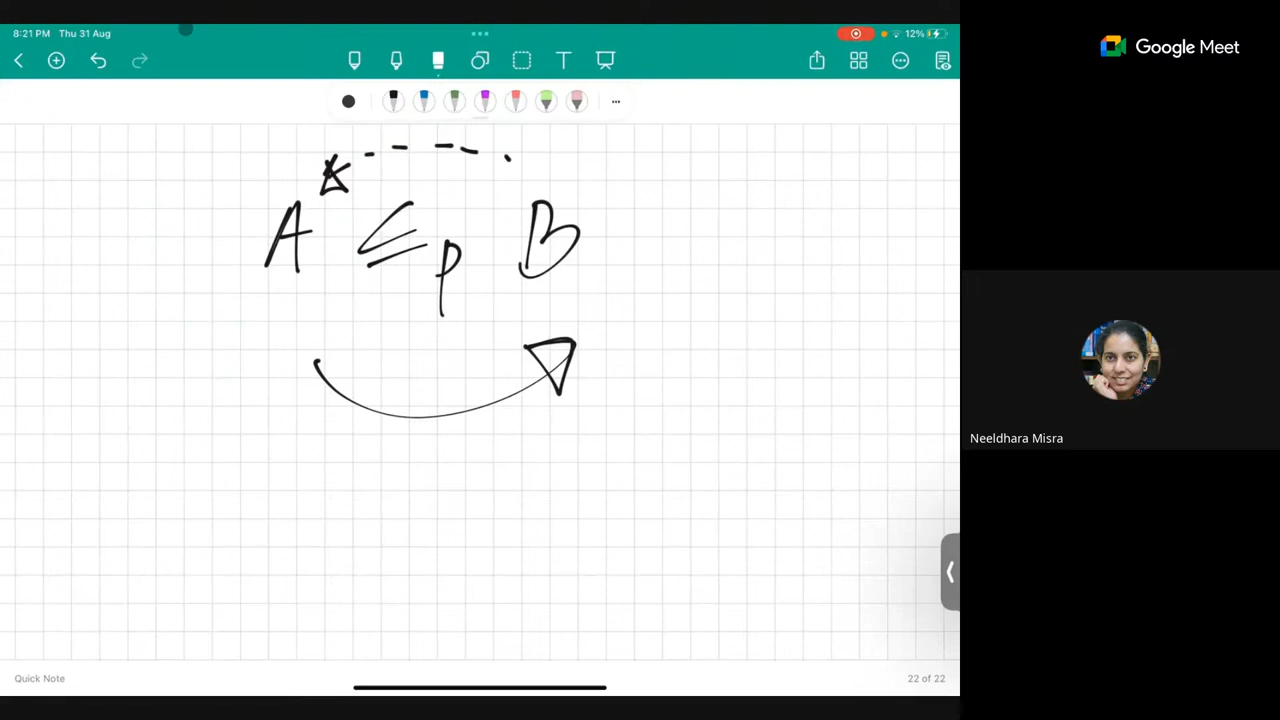 8:21 PM Thu 31 Aug
12%
T
Google Meet
A ≤p B
Neeldhara Misra
Quick Note
22 of 22